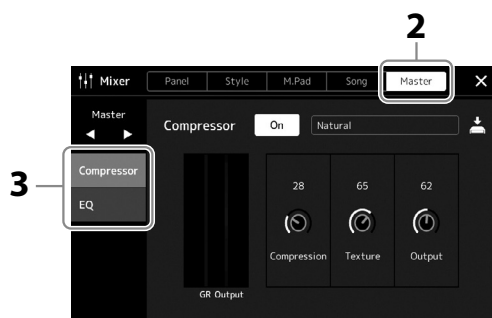 2
Mixer Panel Style M.Pad Song Master
Master
Compressor On Natural
3
Compressor
EQ
28 65 62
Compression Texture Output
GR Output